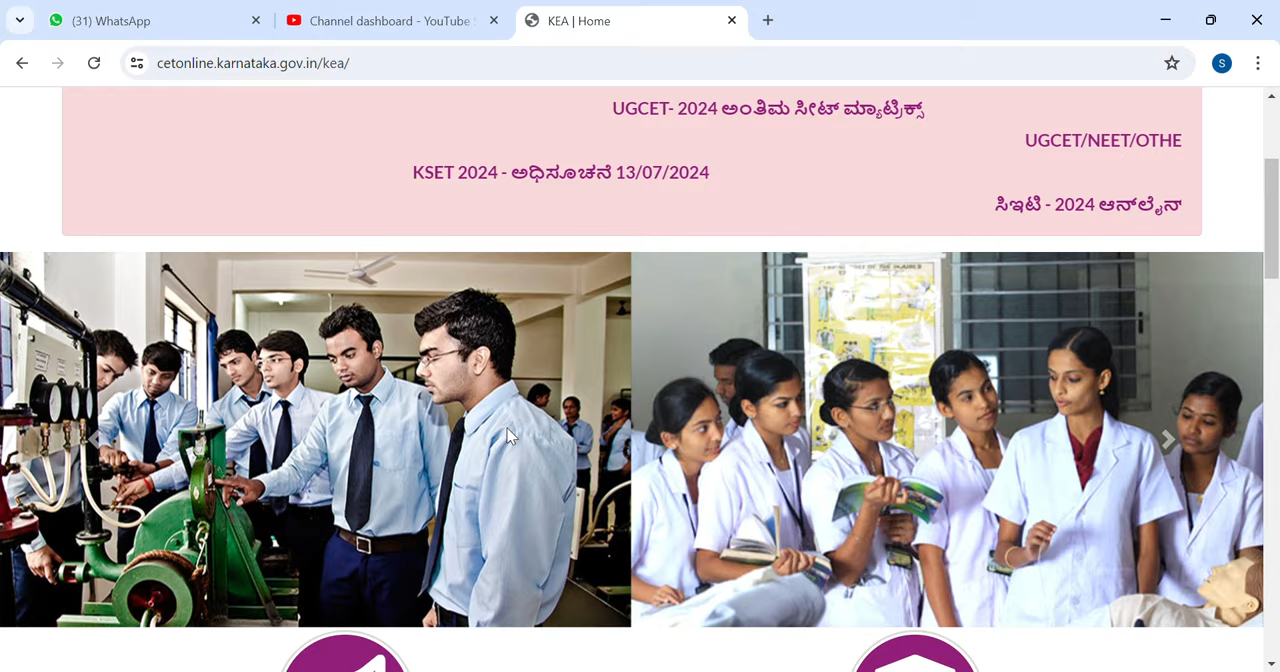 (31) WhatsApp
Channel dashboard - YouTube
KEA | Home
cetonline.karnataka.gov.in/kea/
S
UGCET- 2024 ಅಂತಿಮ ಸೀಟ್ ಮ್ಯಾಟ್ರಿಕ್ಸ್
UGCET/NEET/OTHE
KSET 2024 - ಅಧಿಸೂಚನೆ 13/07/2024
ಸಿಇಟಿ - 2024 ಆನ್‌ಲೈನ್